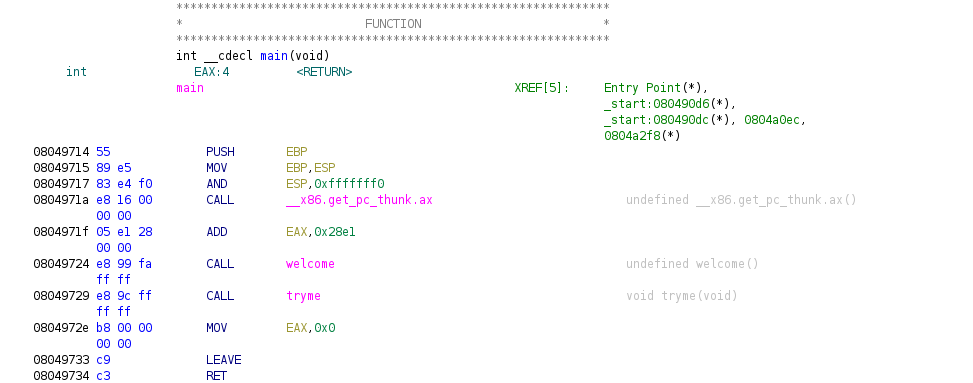 **************************************************************
* FUNCTION *
**************************************************************
int __cdecl main(void)
int EAX:4 <RETURN>
main XREF[5]: Entry Point(*),
_start:080490d6(*),
_start:080490dc(*), 0804a0ec,
0804a2f8(*)
08049714 55 PUSH EBP
08049715 89 e5 MOV EBP,ESP
08049717 83 e4 f0 AND ESP,0xfffffff0
0804971a e8 16 00 CALL __x86.get_pc_thunk.ax undefined __x86.get_pc_thunk.ax()
00 00
0804971f 05 e1 28 ADD EAX,0x28e1
00 00
08049724 e8 99 fa CALL welcome undefined welcome()
ff ff
08049729 e8 9c ff CALL tryme void tryme(void)
ff ff
0804972e b8 00 00 MOV EAX,0x0
00 00
08049733 c9 LEAVE
08049734 c3 RET